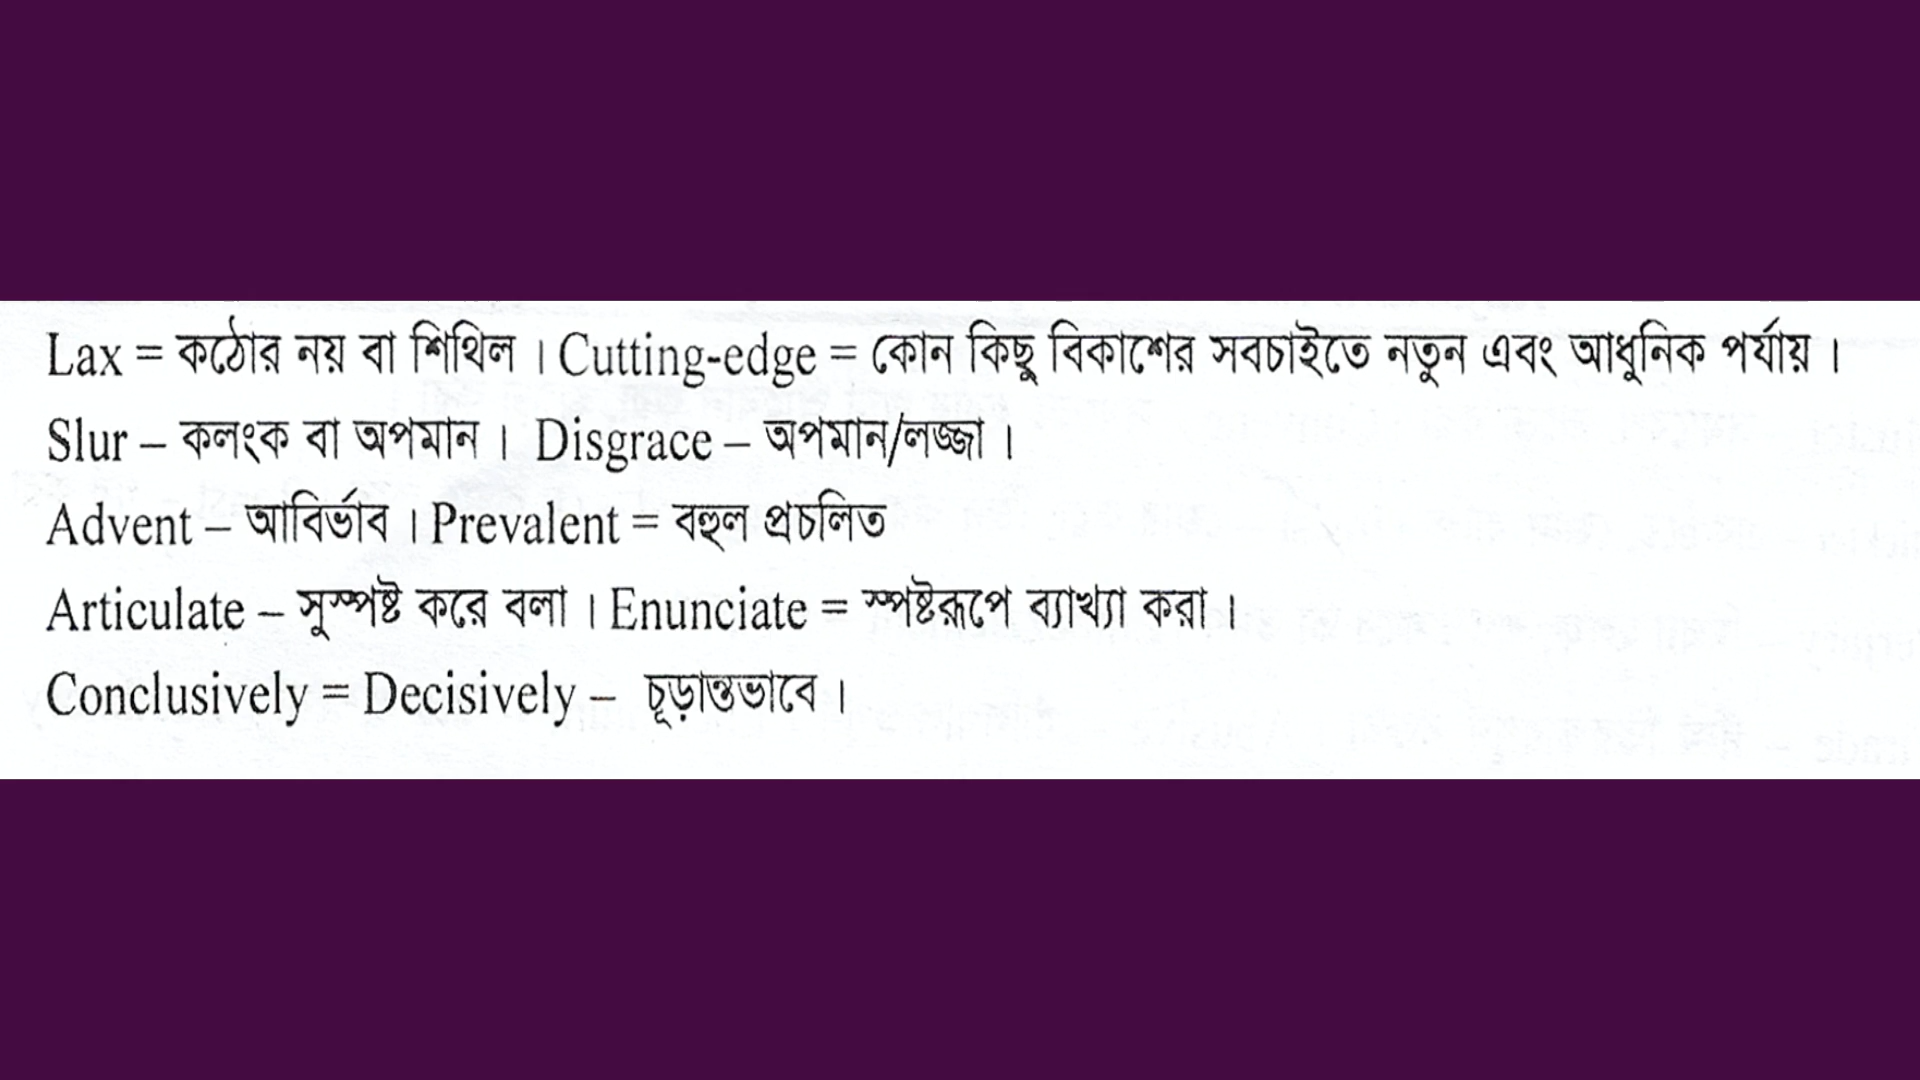 Lax = কঠোর নয় বা শিথিল । Cutting-edge = কোন কিছু বিকাশের সবচাইতে নতুন এবং আধুনিক পর্যায় ।
Slur – কলংক বা অপমান । Disgrace – অপমান/লজ্জা ।
Advent – আবির্ভাব । Prevalent = বহুল প্রচলিত
Articulate – সুস্পষ্ট করে বলা । Enunciate = স্পষ্টরূপে ব্যাখ্যা করা ।
Conclusively = Decisively – চূড়ান্তভাবে ।